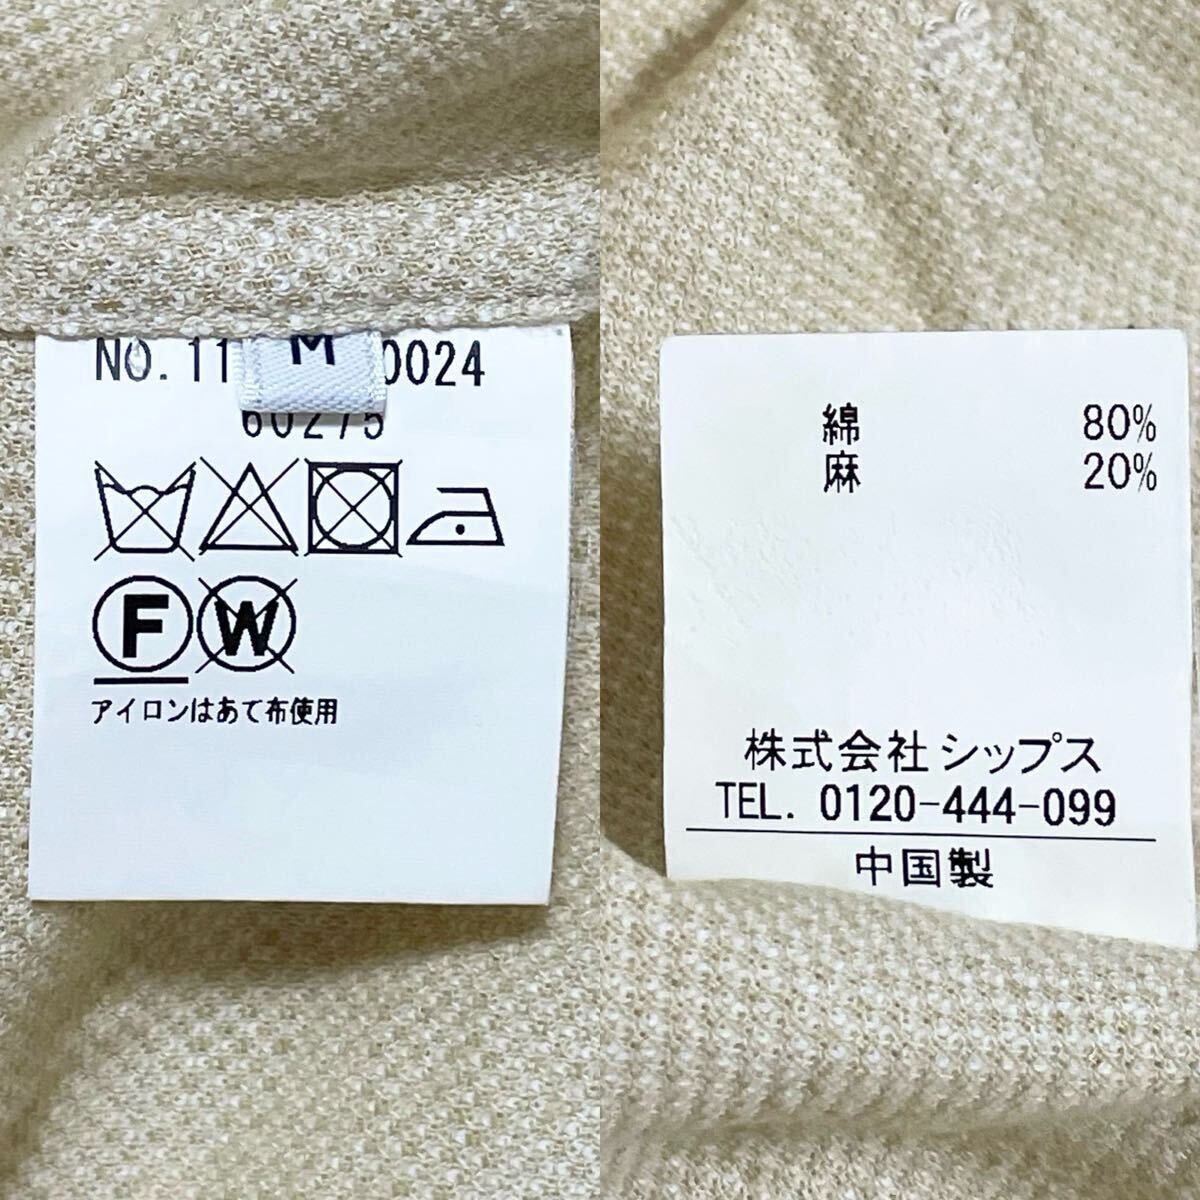 M
NO.11 0024
60275
F W
アイロンはあて布使用
綿 80%
麻 20%
株式会社シップス
TEL. 0120-444-099
中国製